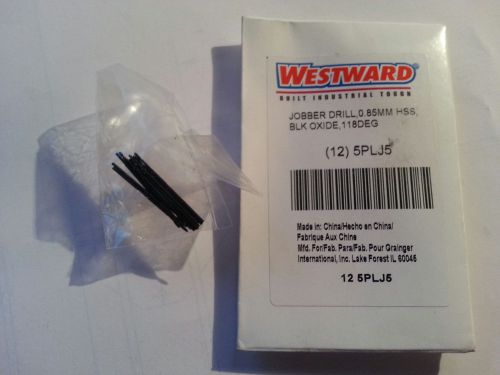 WESTWARD
BUILT INDUSTRIAL TOUGH
JOBBER DRILL,0.85MM HSS,
BLK OXIDE,118DEG
(12) 5PLJ5
Made in: China/Hecho en China/
Fabrique Aux Chine
Mfd. For/Fab. Para/Fab. Pour Grainger
International, Inc. Lake Forest IL 60045
12 5PLJ5